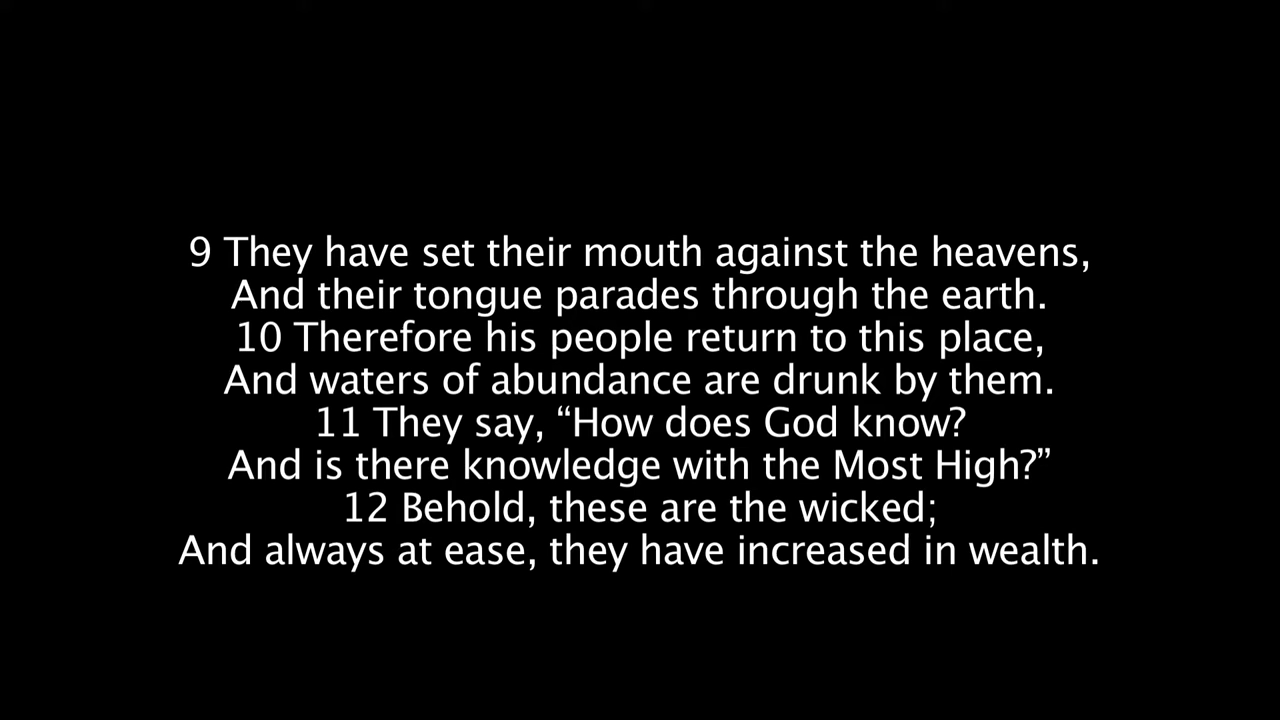 9 They have set their mouth against the heavens,
And their tongue parades through the earth.
10 Therefore his people return to this place,
And waters of abundance are drunk by them.
11 They say, “How does God know?
And is there knowledge with the Most High?”
12 Behold, these are the wicked;
And always at ease, they have increased in wealth.